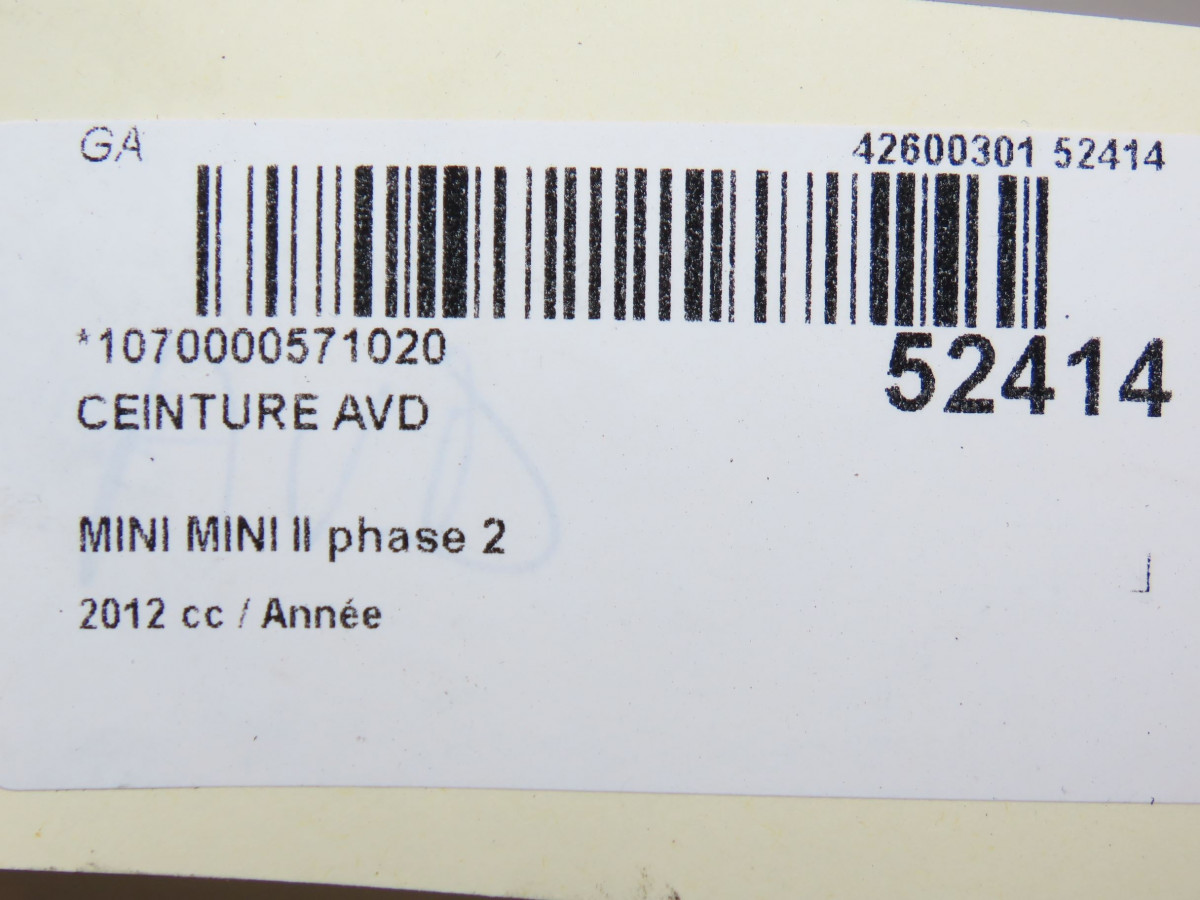 GA
42600301 52414
*1070000571020
52414
CEINTURE AVD
MINI MINI II phase 2
2012 cc / Année